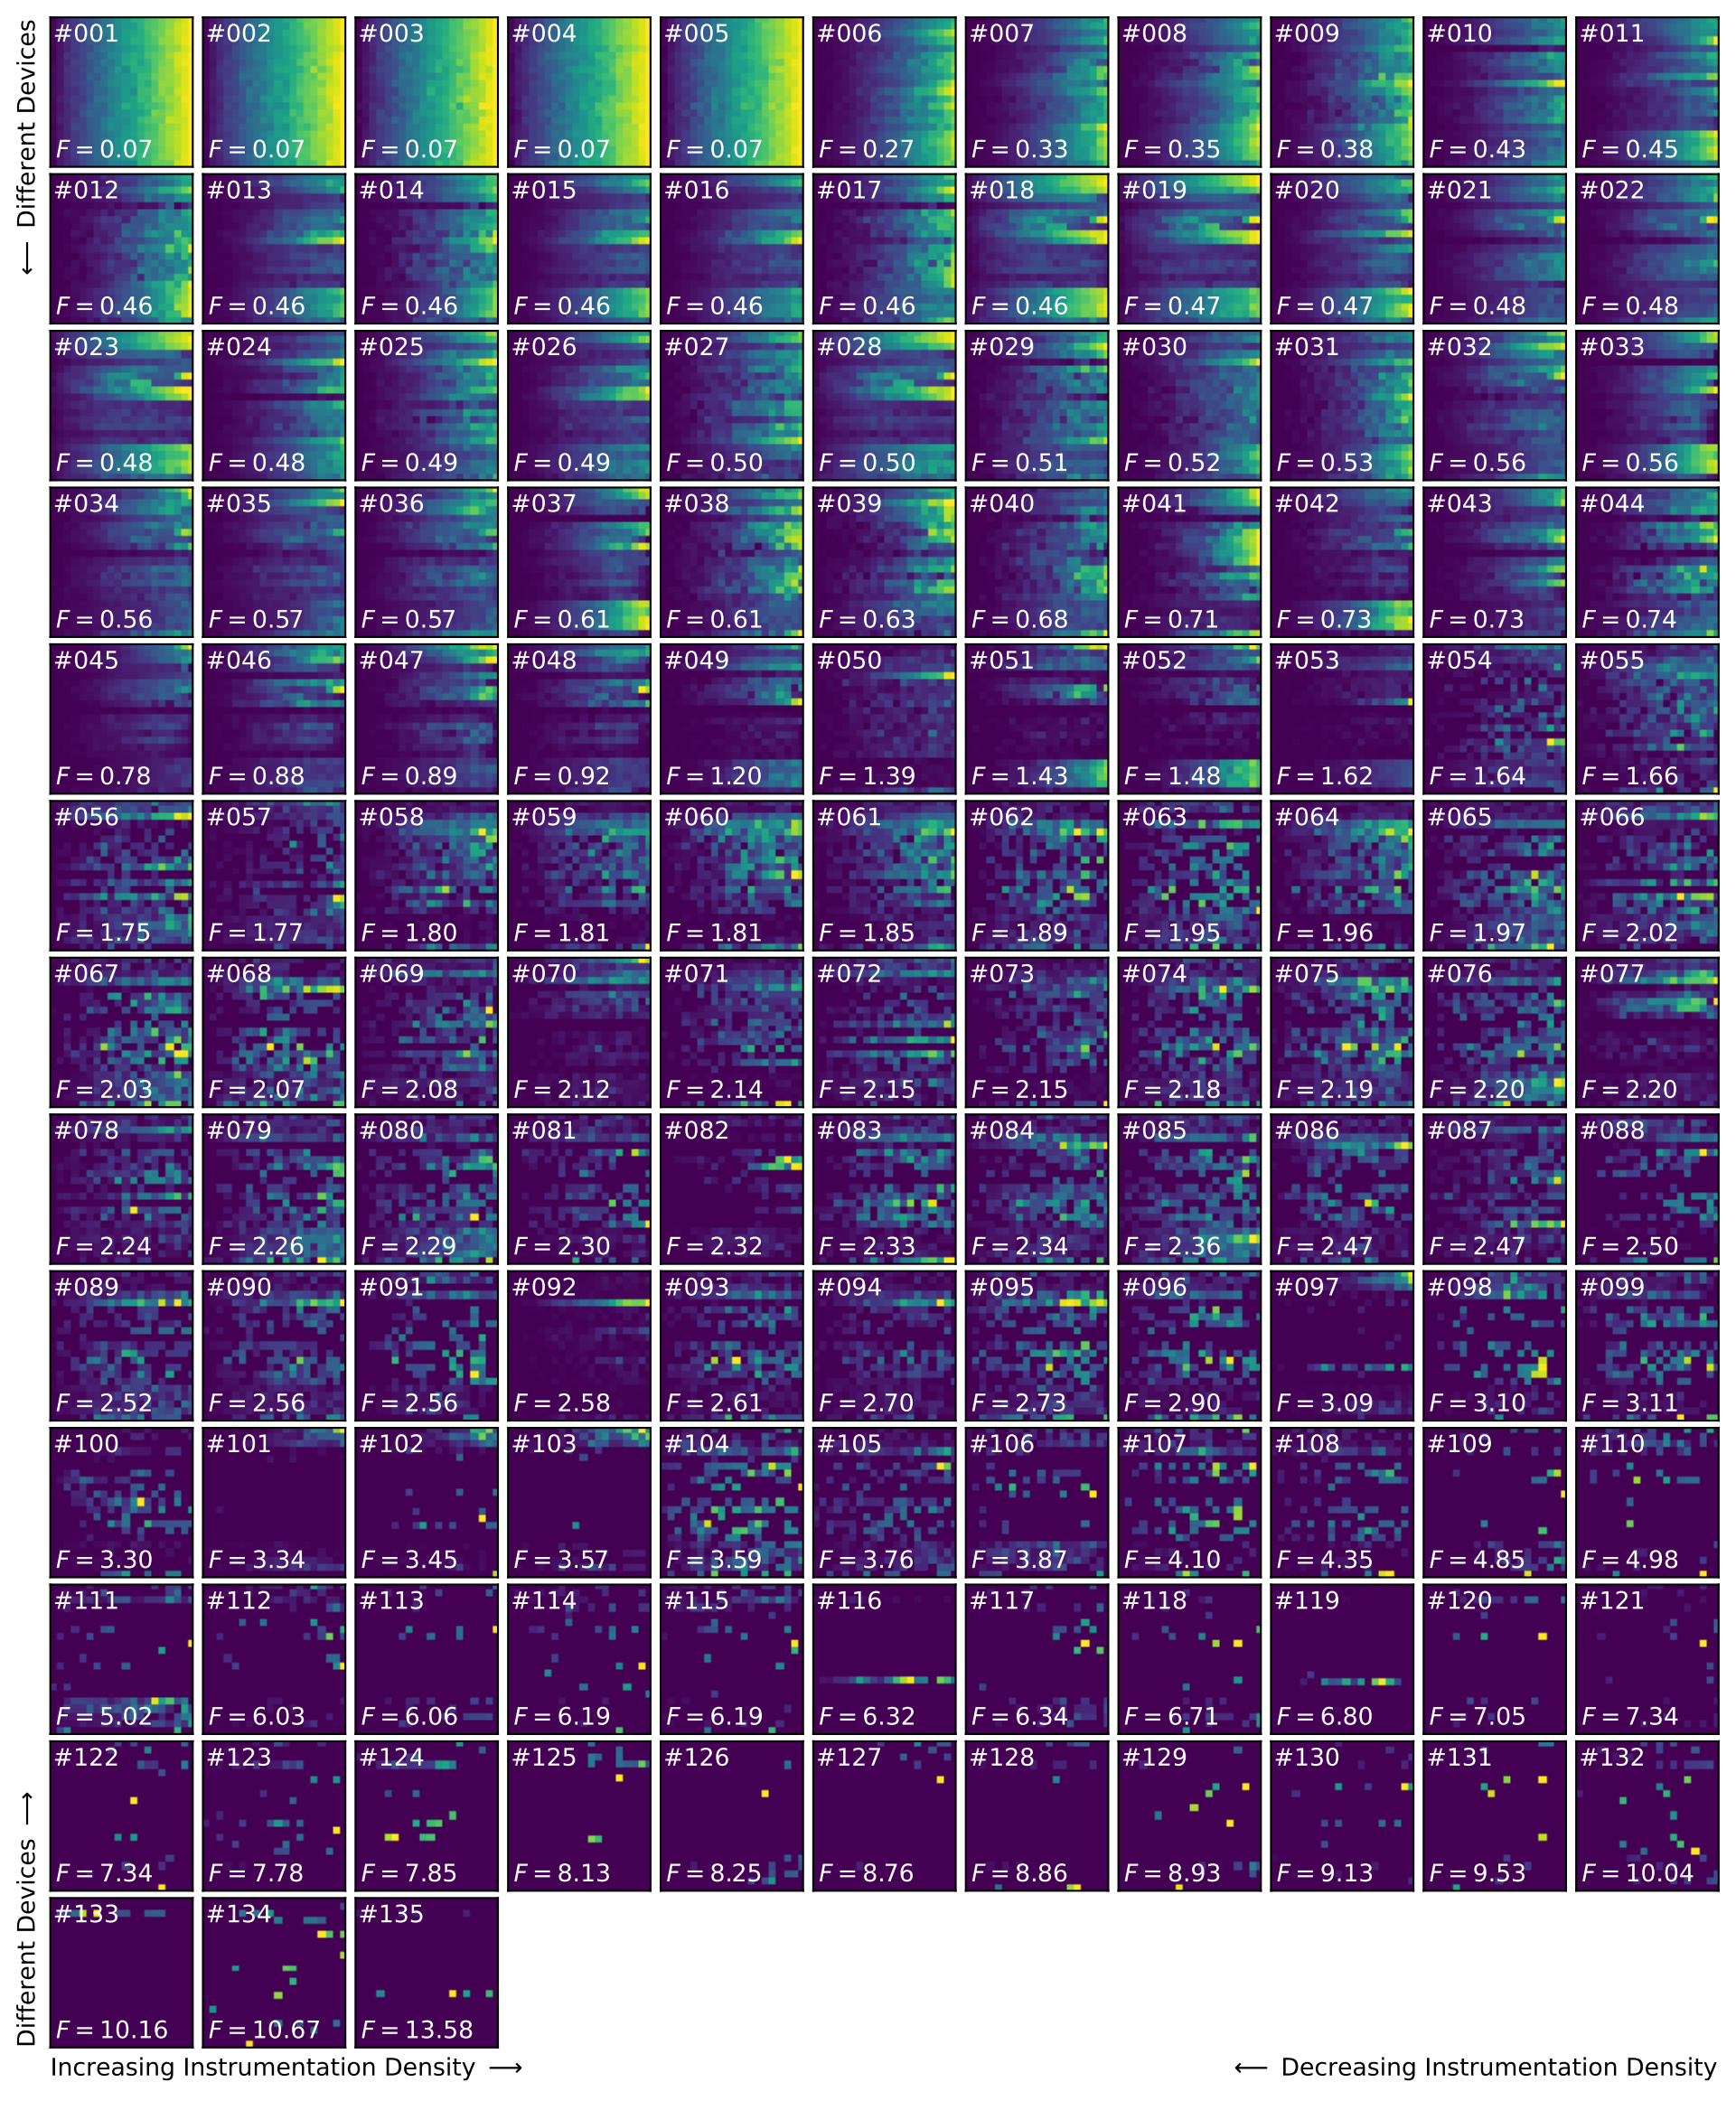 ← Different Devices
#001 #002 #003 #004 #005 #006 #007 #008 #009 #010 #011
F = 0.07 F = 0.07 F = 0.07 F = 0.07 F = 0.07 F = 0.27 F = 0.33 F = 0.35 F = 0.38 F = 0.43 F = 0.45
#012 #013 #014 #015 #016 #017 #018 #019 #020 #021 #022
F = 0.46 F = 0.46 F = 0.46 F = 0.46 F = 0.46 F = 0.46 F = 0.46 F = 0.47 F = 0.47 F = 0.48 F = 0.48
#023 #024 #025 #026 #027 #028 #029 #030 #031 #032 #033
F = 0.48 F = 0.48 F = 0.49 F = 0.49 F = 0.50 F = 0.50 F = 0.51 F = 0.52 F = 0.53 F = 0.56 F = 0.56
#034 #035 #036 #037 #038 #039 #040 #041 #042 #043 #044
F = 0.56 F = 0.57 F = 0.57 F = 0.61 F = 0.61 F = 0.63 F = 0.68 F = 0.71 F = 0.73 F = 0.73 F = 0.74
#045 #046 #047 #048 #049 #050 #051 #052 #053 #054 #055
F = 0.78 F = 0.88 F = 0.89 F = 0.92 F = 1.20 F = 1.39 F = 1.43 F = 1.48 F = 1.62 F = 1.64 F = 1.66
#056 #057 #058 #059 #060 #061 #062 #063 #064 #065 #066
F = 1.75 F = 1.77 F = 1.80 F = 1.81 F = 1.81 F = 1.85 F = 1.89 F = 1.95 F = 1.96 F = 1.97 F = 2.02
#067 #068 #069 #070 #071 #072 #073 #074 #075 #076 #077
F = 2.03 F = 2.07 F = 2.08 F = 2.12 F = 2.14 F = 2.15 F = 2.15 F = 2.18 F = 2.19 F = 2.20 F = 2.20
#078 #079 #080 #081 #082 #083 #084 #085 #086 #087 #088
F = 2.24 F = 2.26 F = 2.29 F = 2.30 F = 2.32 F = 2.33 F = 2.34 F = 2.36 F = 2.47 F = 2.47 F = 2.50
#089 #090 #091 #092 #093 #094 #095 #096 #097 #098 #099
F = 2.52 F = 2.56 F = 2.56 F = 2.58 F = 2.61 F = 2.70 F = 2.73 F = 2.90 F = 3.09 F = 3.10 F = 3.11
#100 #101 #102 #103 #104 #105 #106 #107 #108 #109 #110
F = 3.30 F = 3.34 F = 3.45 F = 3.57 F = 3.59 F = 3.76 F = 3.87 F = 4.10 F = 4.35 F = 4.85 F = 4.98
#111 #112 #113 #114 #115 #116 #117 #118 #119 #120 #121
F = 5.02 F = 6.03 F = 6.06 F = 6.19 F = 6.19 F = 6.32 F = 6.34 F = 6.71 F = 6.80 F = 7.05 F = 7.34
Different Devices →
#122 #123 #124 #125 #126 #127 #128 #129 #130 #131 #132
F = 7.34 F = 7.78 F = 7.85 F = 8.13 F = 8.25 F = 8.76 F = 8.86 F = 8.93 F = 9.13 F = 9.53 F = 10.04
#133 #134 #135
F = 10.16 F = 10.67 F = 13.58
Increasing Instrumentation Density → ← Decreasing Instrumentation Density